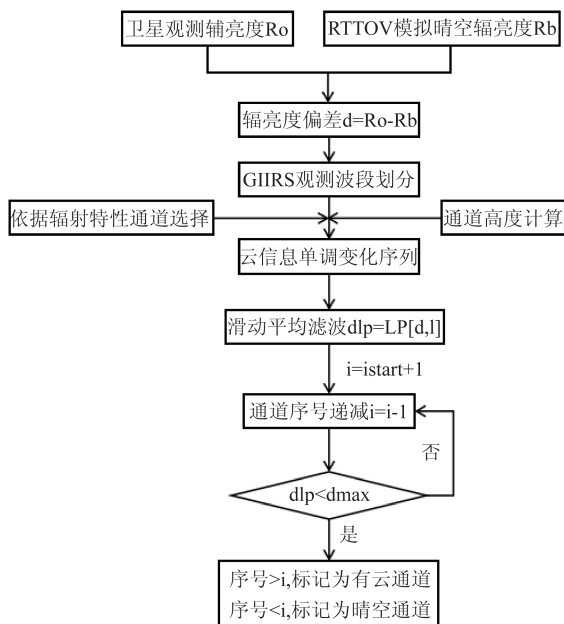 卫星观测辅亮度Ro
RTTOV模拟晴空辐亮度Rb
辐亮度偏差d=Ro-Rb
GIIRS观测波段划分
依据辐射特性通道选择
通道高度计算
云信息单调变化序列
滑动平均滤波dlp=LP[d,l]
i=istart+1
通道序号递减i=i-1
否
dlp<dmax
是
序号>i,标记为有云通道
序号<i,标记为晴空通道